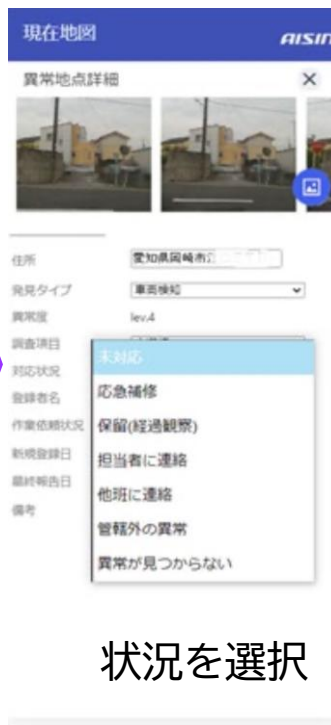 現在地図
AISIN
異常地点詳細
住所
愛知県岡崎市
発見タイプ
車両検知
異常度
lev.4
調査項目
対応状況
未対応
登録者名
応急補修
作業依頼状況
保留(経過観察)
新規登録日
担当者に連絡
最終報告日
他班に連絡
備考
管轄外の異常
異常が見つからない
状況を選択